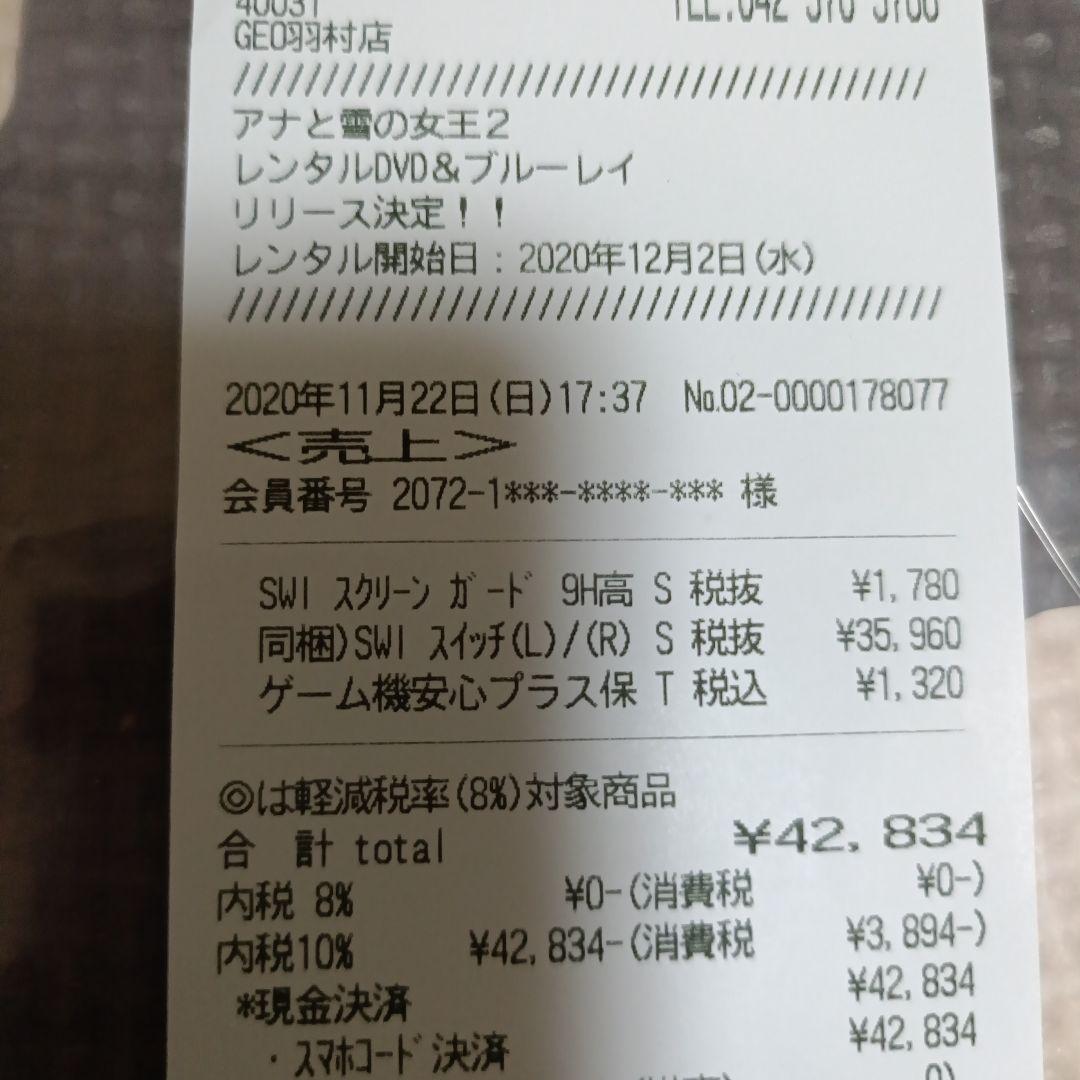 40031
GEO羽村店
////////////////////////////////////////
アナと雪の女王2
レンタルDVD&ブルーレイ
リリース決定！！
レンタル開始日：2020年12月2日(水)
////////////////////////////////////////
2020年11月22日(日)17:37 No.02-0000178077
＜売上＞
会員番号 2072-1***-****-*** 様
SWI ｽｸﾘｰﾝ ｶﾞｰﾄﾞ 9H高 S 税抜 ¥1,780
同梱)SWI ｽｲｯﾁ(L)/(R) S 税抜 ¥35,960
ゲーム機安心プラス保 T 税込 ¥1,320
◎は軽減税率(8%)対象商品
合 計 total ¥42,834
内税 8% ¥0-(消費税 ¥0-)
内税10% ¥42,834-(消費税 ¥3,894-)
*現金決済 ¥42,834
・ｽﾏﾎｺｰﾄﾞ決済 ¥42,834